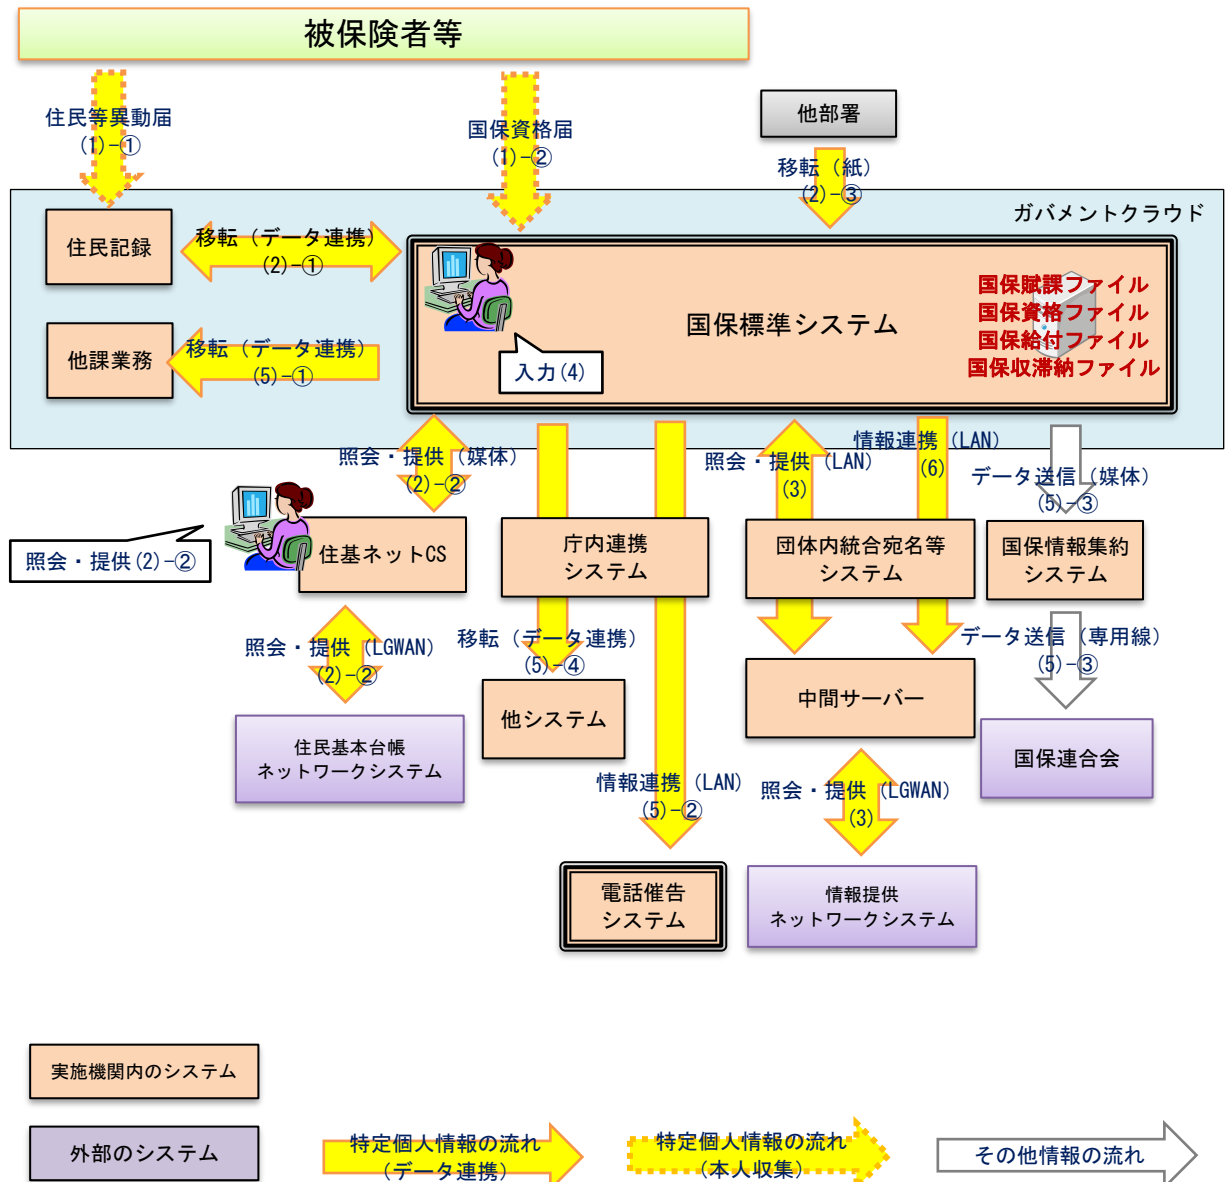 被保険者等
住民等異動届
(1)-①
国保資格届
(1)-②
他部署
移転（紙）
(2)-③
ガバメントクラウド
住民記録
移転（データ連携）
(2)-①
国保標準システム
国保賦課ファイル
国保資格ファイル
国保給付ファイル
国保収滞納ファイル
入力(4)
他課業務
移転（データ連携）
(5)-①
照会・提供（媒体）
(2)-②
照会・提供（LAN）
(3)
情報連携（LAN）
(6)
データ送信（媒体）
(5)-③
照会・提供(2)-②
住基ネットCS
庁内連携
システム
団体内統合宛名等
システム
国保情報集約
システム
照会・提供（LGWAN）
(2)-②
移転（データ連携）
(5)-④
データ送信（専用線）
(5)-③
住民基本台帳
ネットワークシステム
他システム
中間サーバー
国保連合会
情報連携（LAN）
(5)-②
照会・提供（LGWAN）
(3)
電話催告
システム
情報提供
ネットワークシステム
実施機関内のシステム
外部のシステム
特定個人情報の流れ
（データ連携）
特定個人情報の流れ
（本人収集）
その他情報の流れ